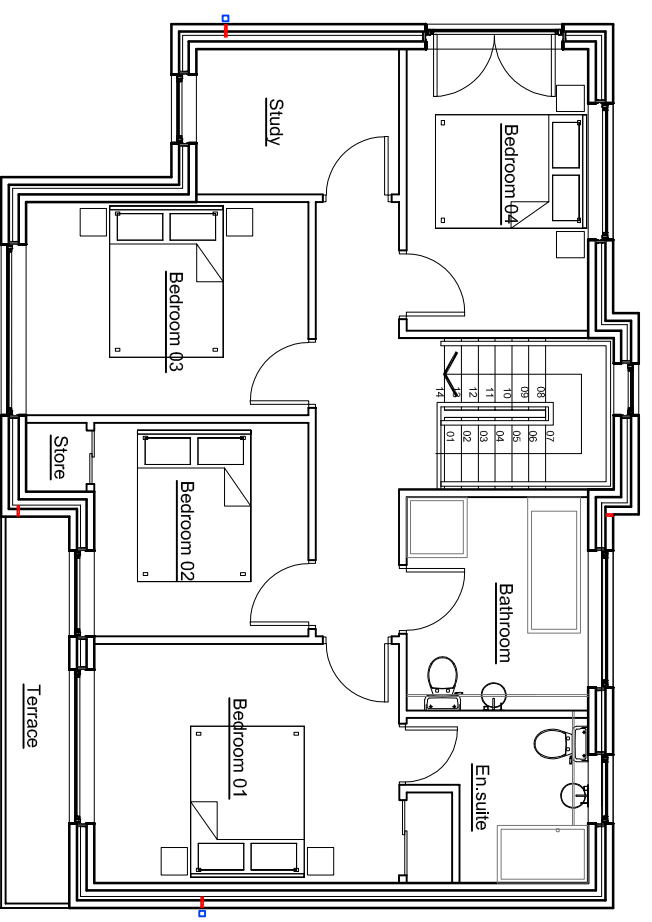 Study
Bedroom 04
Bedroom 03
14
13
12
11
10
09
08
01
02
03
04
05
06
07
Store
Bedroom 02
Bathroom
Terrace
Bedroom 01
En.suite